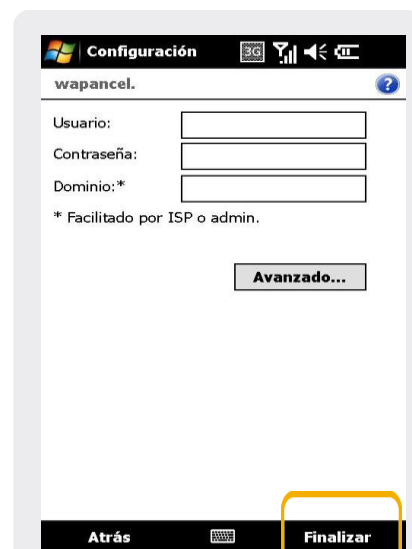 Configuración 3G
wapancel.
Usuario:
Contraseña:
Dominio:*
* Facilitado por ISP o admin.
Avanzado...
Atrás Finalizar